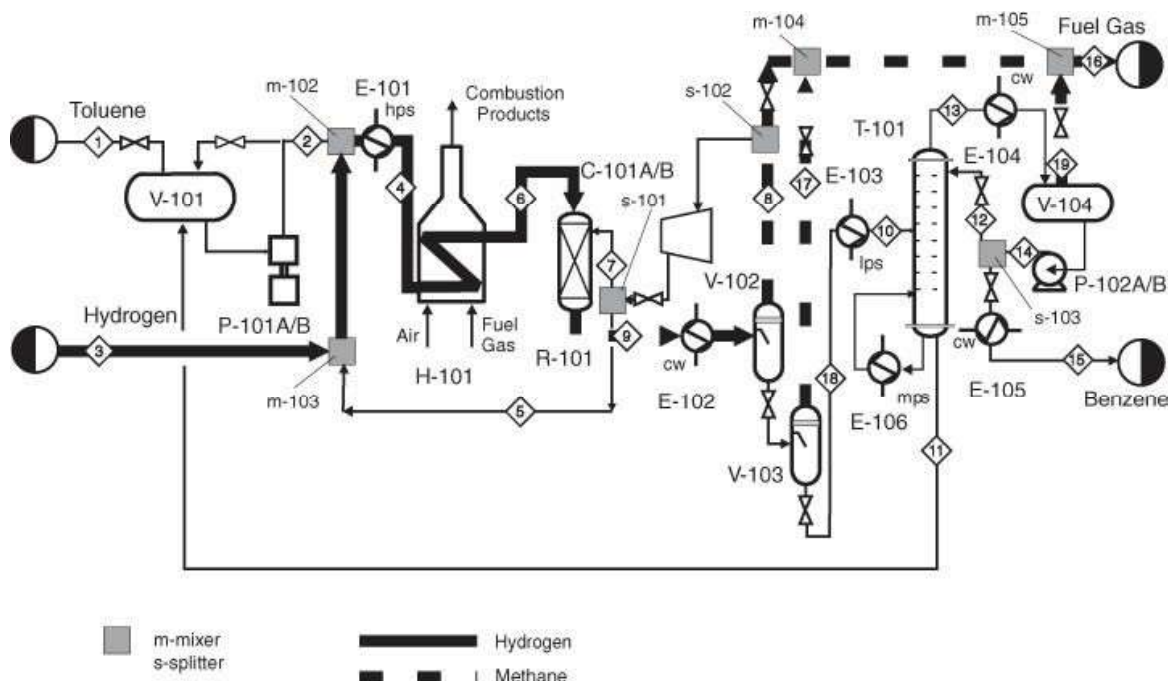 m-104
m-105
Fuel Gas
16
Toluene
1
m-102
2
E-101
hps
Combustion
Products
s-102
cw
13
T-101
E-104
V-101
4
6
C-101A/B
s-101
8
17
E-103
10
lps
12
19
V-104
14
P-102A/B
s-103
7
V-102
Hydrogen
P-101A/B
3
m-103
Air
Fuel
Gas
H-101
R-101
9
cw
E-102
18
cw
15
E-105
Benzene
5
mps
E-106
11
V-103
m-mixer
s-splitter
Hydrogen
Methane